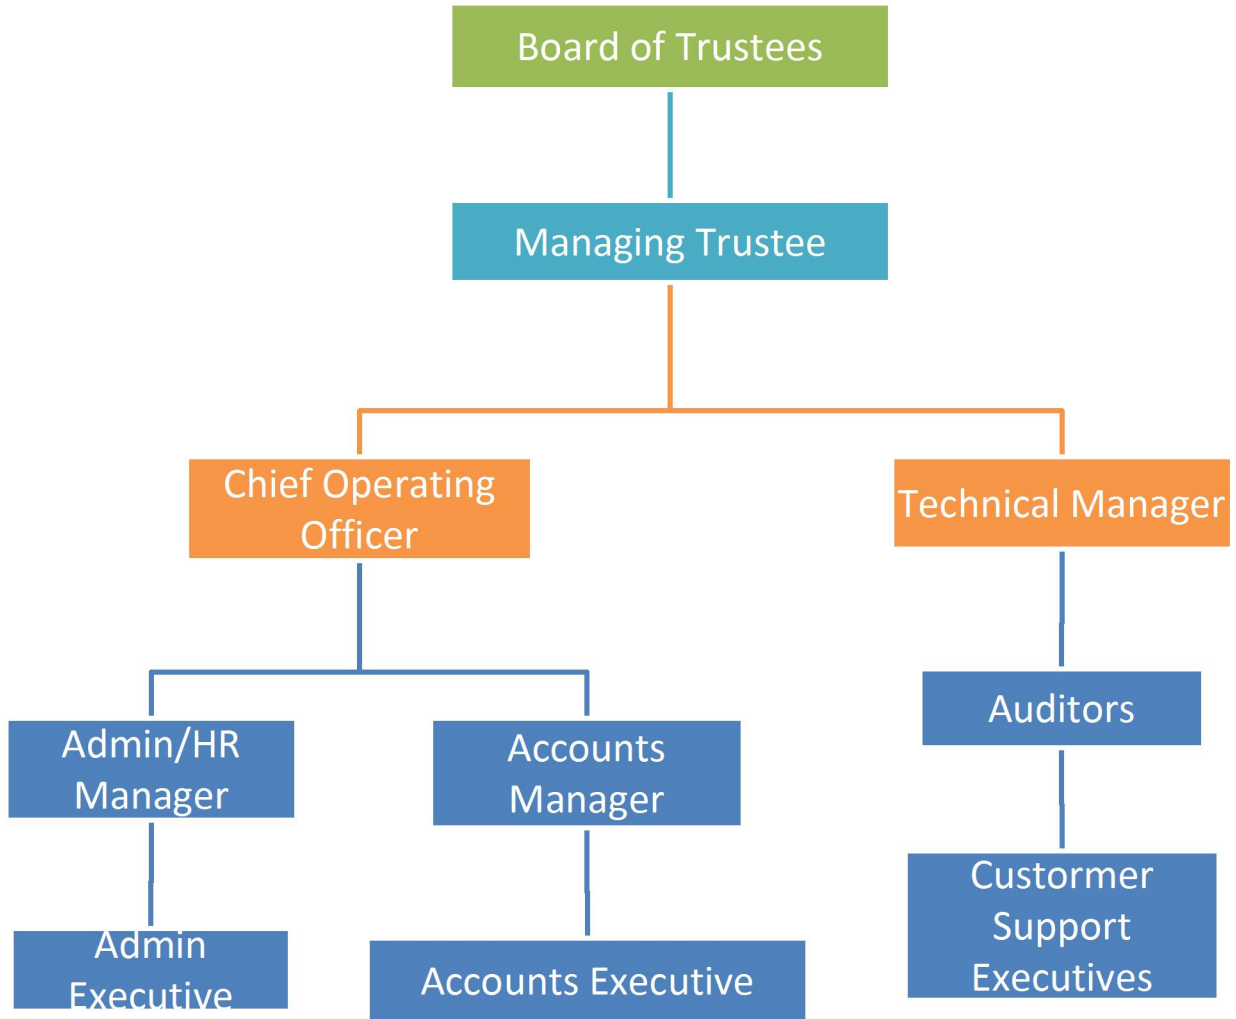 Board of Trustees
Managing Trustee
Chief Operating
Officer
Technical Manager
Admin/HR
Manager
Accounts
Manager
Auditors
Admin
Executive
Accounts Executive
Custormer
Support
Executives